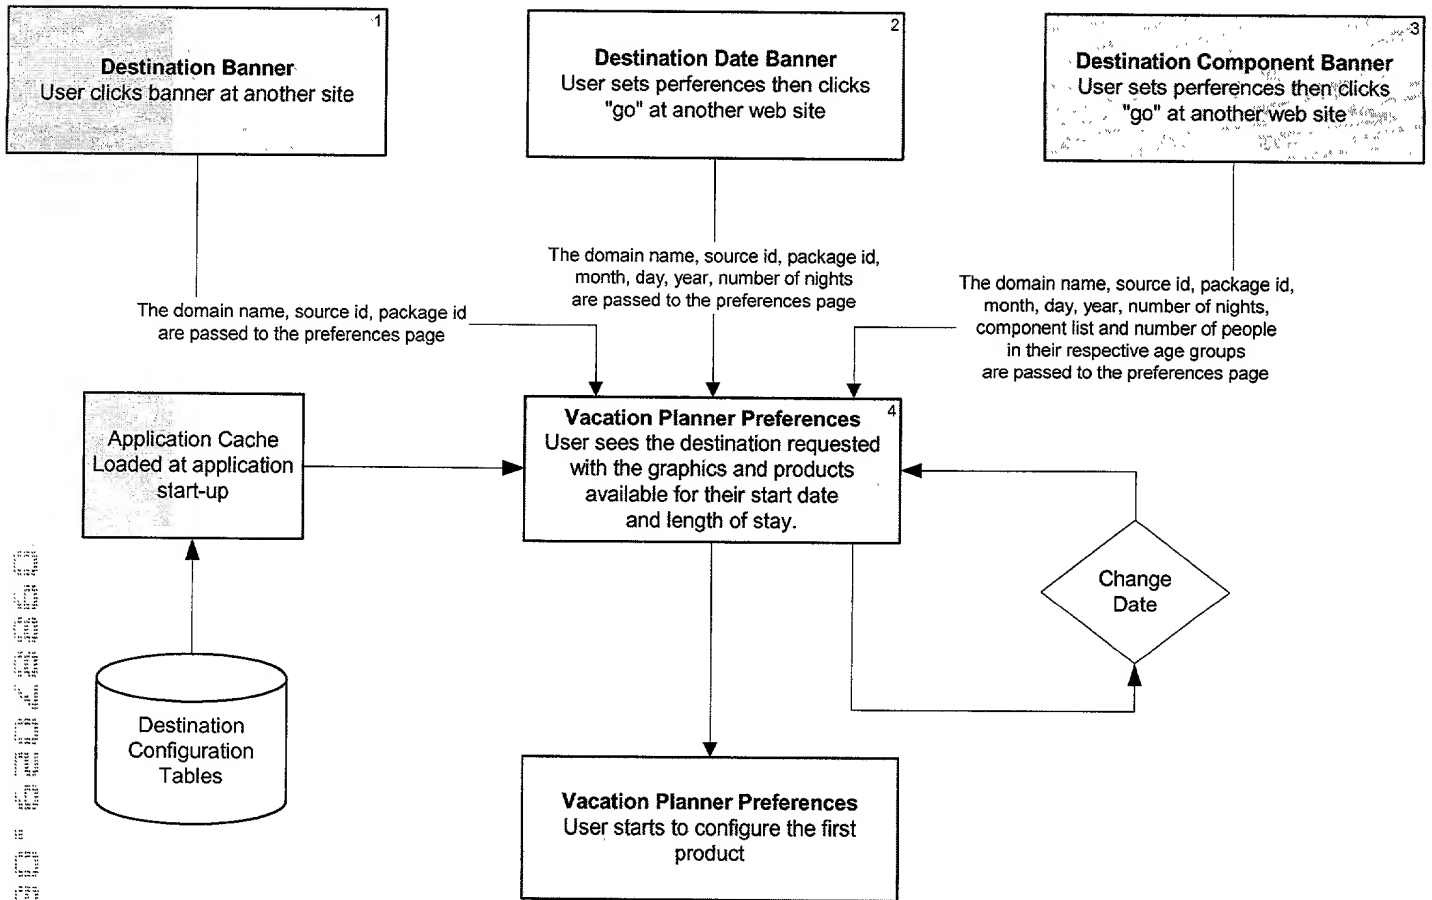 1
Destination Banner
User clicks banner at another site
2
Destination Date Banner
User sets perferences then clicks
"go" at another web site
3
Destination Component Banner
User sets perferences then clicks
"go" at another web site
The domain name, source id, package id
are passed to the preferences page
The domain name, source id, package id,
month, day, year, number of nights
are passed to the preferences page
The domain name, source id, package id,
month, day, year, number of nights,
component list and number of people
in their respective age groups
are passed to the preferences page
Application Cache
Loaded at application
start-up
4
Vacation Planner Preferences
User sees the destination requested
with the graphics and products
available for their start date
and length of stay.
Change
Date
Destination
Configuration
Tables
Vacation Planner Preferences
User starts to configure the first
product